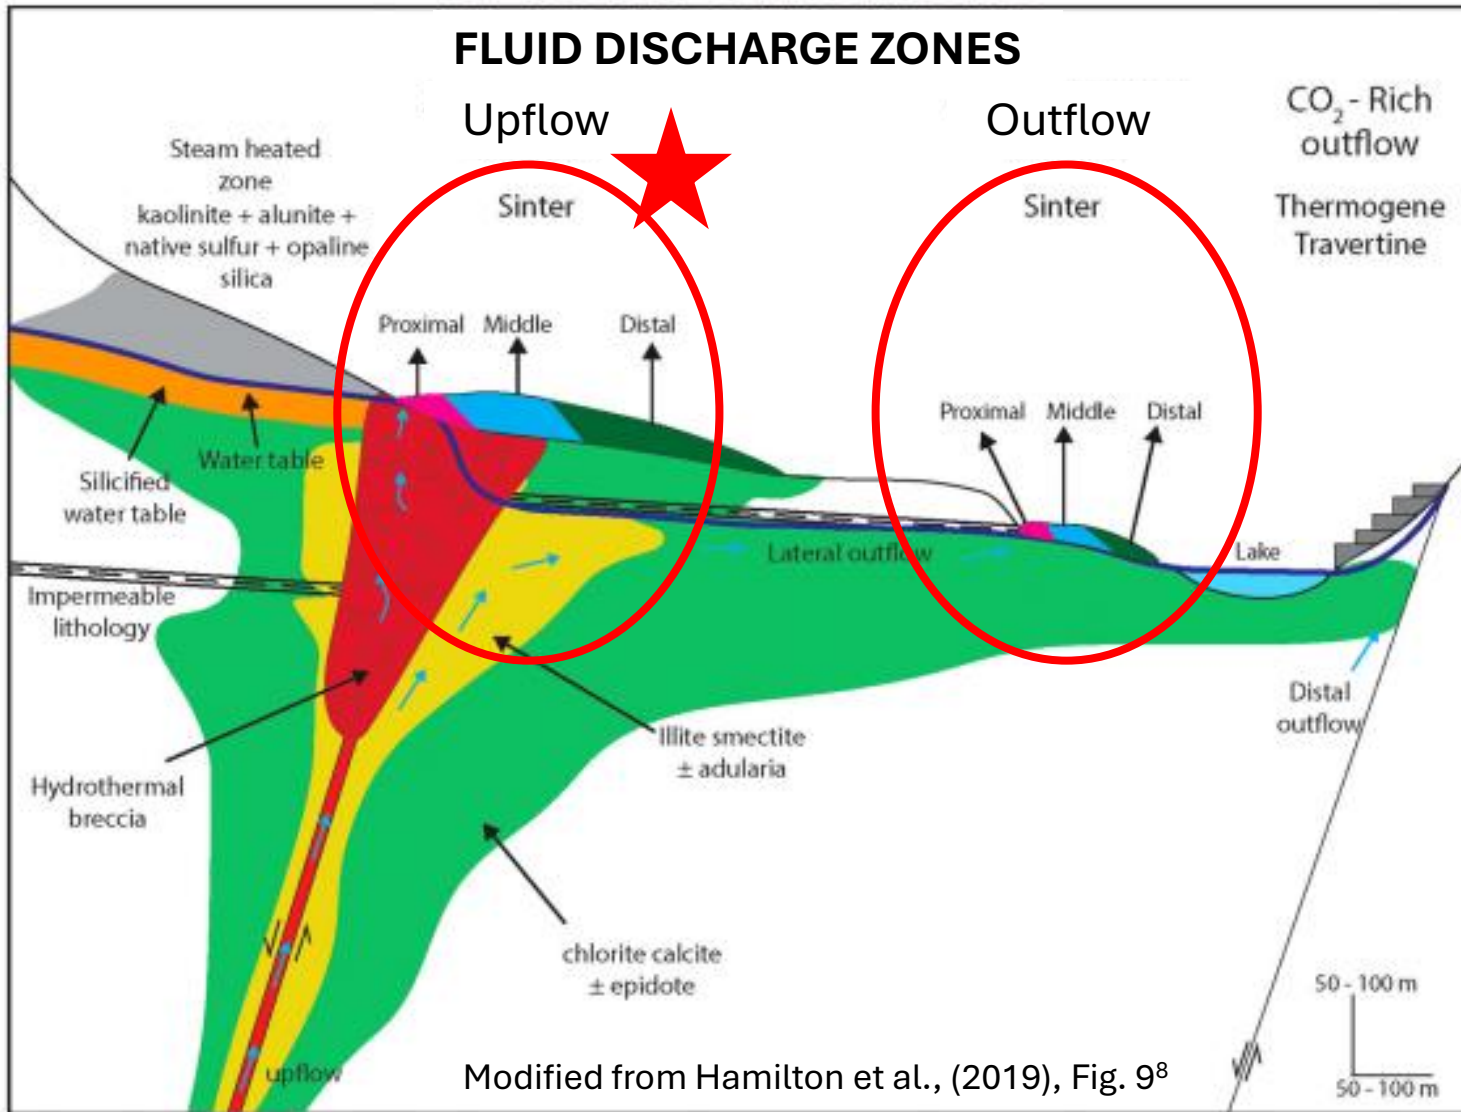 FLUID DISCHARGE ZONES
Upflow
Outflow
CO₂ - Rich
outflow
Thermogene
Travertine
Steam heated
zone
kaolinite + alunite +
native sulfur + opaline
silica
Sinter
Sinter
Proximal
Middle
Distal
Proximal
Middle
Distal
Water table
Silicified
water table
Lateral outflow
Lake
Impermeable
lithology
Distal
outflow
Illite smectite
± adularia
Hydrothermal
breccia
chlorite calcite
± epidote
50 - 100 m
50 - 100 m
upflow
Modified from Hamilton et al., (2019), Fig. 9⁸